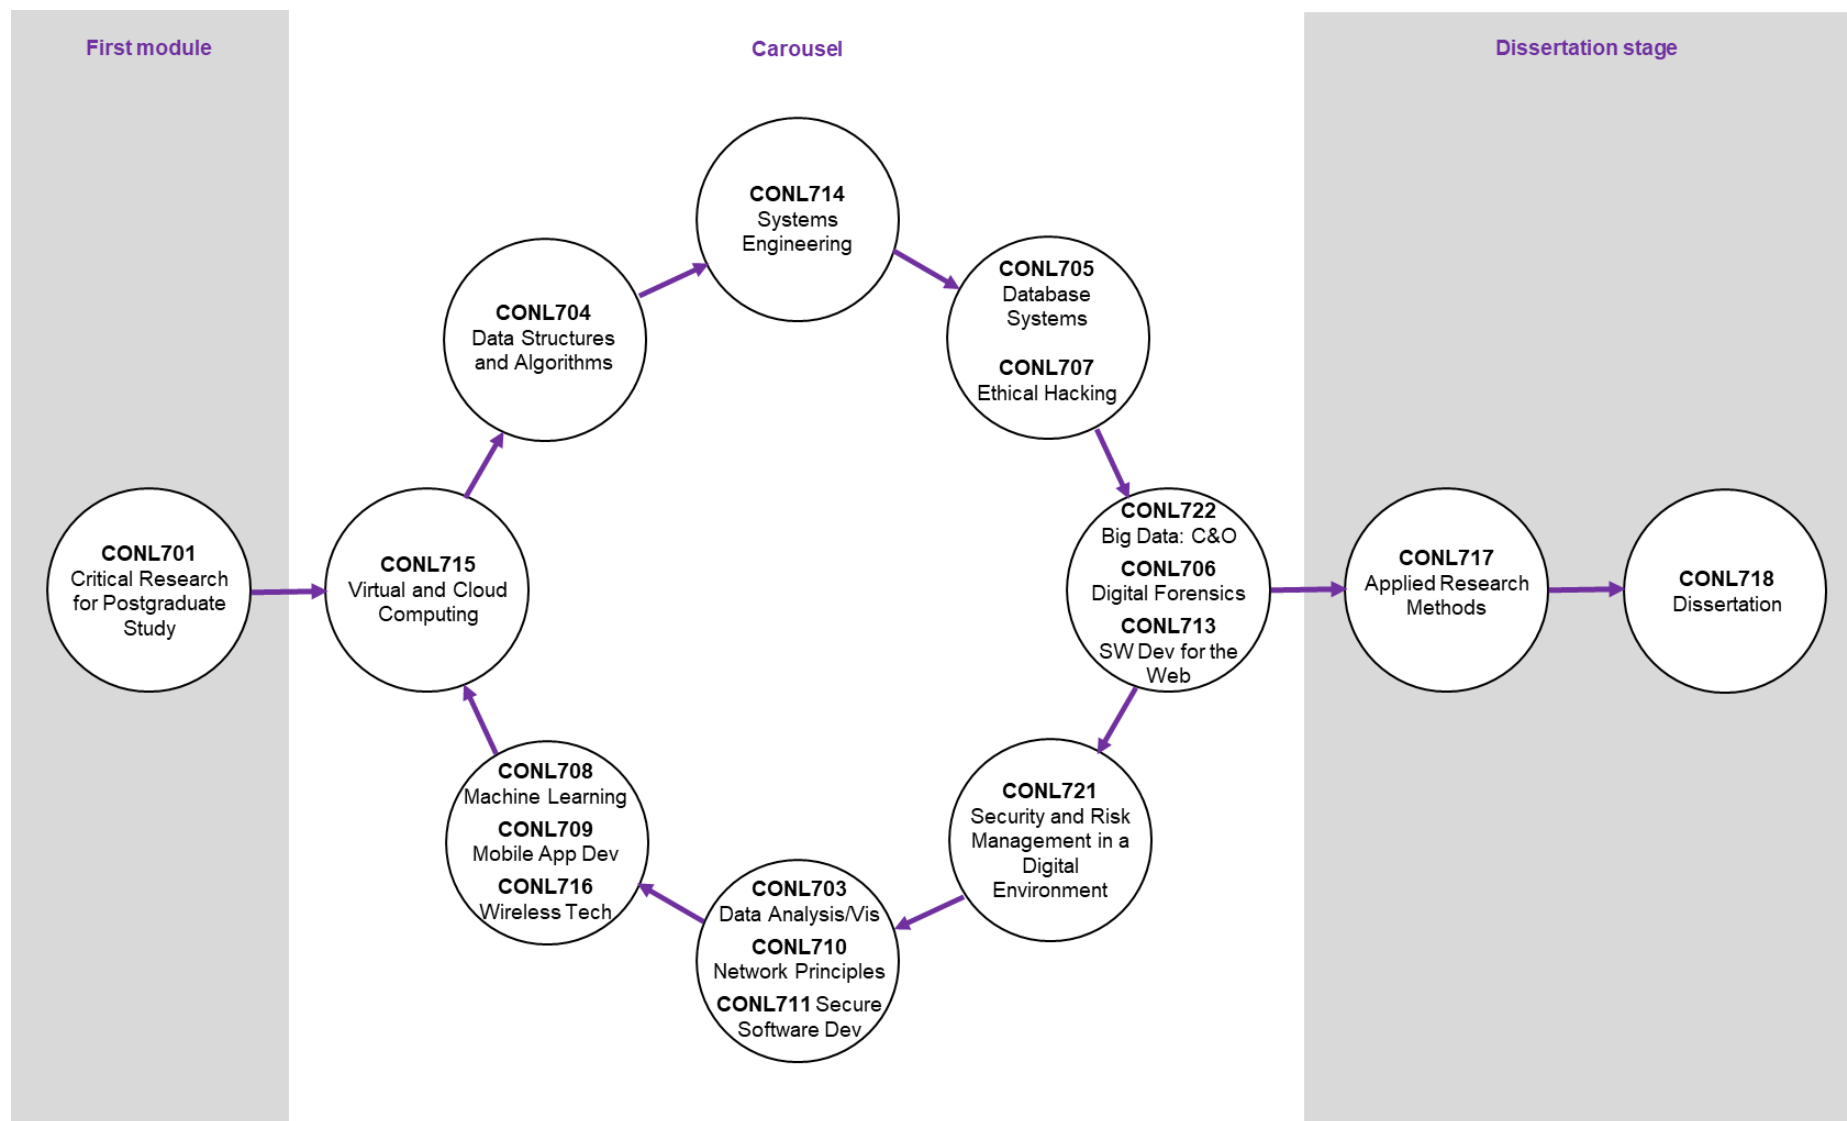 First module
Carousel
Dissertation stage
CONL701
Critical Research
for Postgraduate
Study
CONL715
Virtual and Cloud
Computing
CONL704
Data Structures
and Algorithms
CONL714
Systems
Engineering
CONL705
Database
Systems
CONL707
Ethical Hacking
CONL722
Big Data: C&O
CONL706
Digital Forensics
CONL713
SW Dev for the
Web
CONL721
Security and Risk
Management in a
Digital
Environment
CONL703
Data Analysis/Vis
CONL710
Network Principles
CONL711 Secure
Software Dev
CONL708
Machine Learning
CONL709
Mobile App Dev
CONL716
Wireless Tech
CONL717
Applied Research
Methods
CONL718
Dissertation